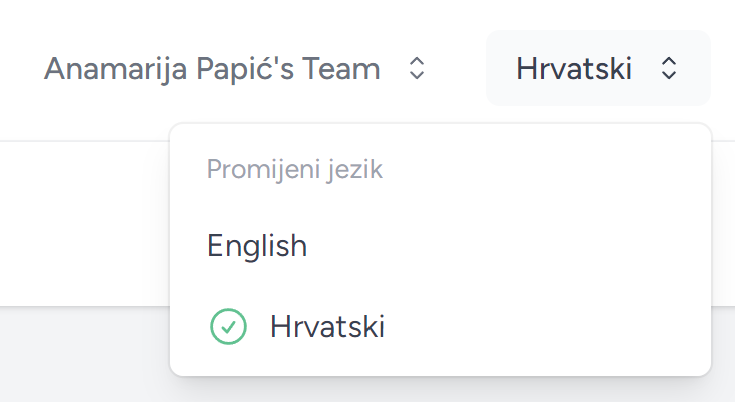 Anamarija Papić's Team
Hrvatski
Promijeni jezik
English
Hrvatski